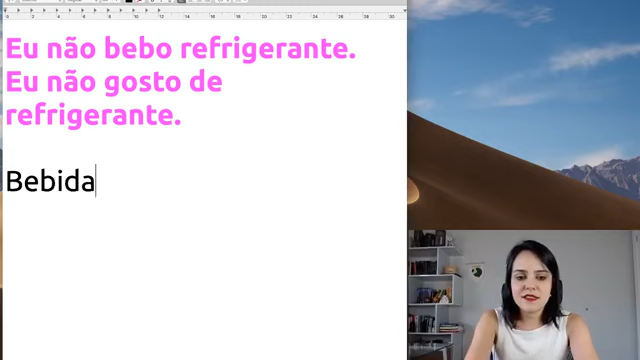 Eu não bebo refrigerante.
Eu não gosto de
refrigerante.
Bebida